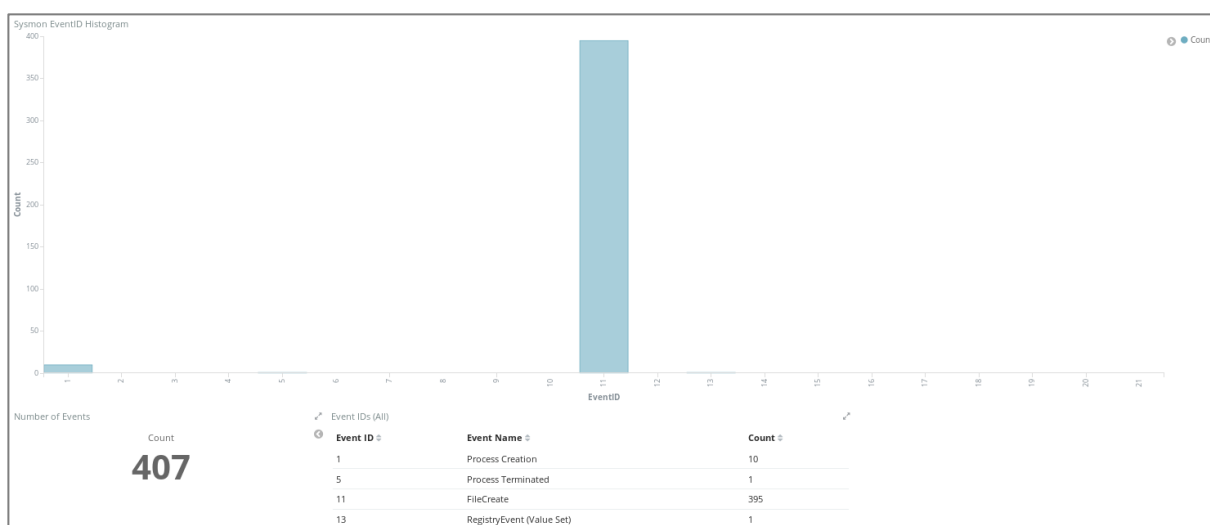 Sysmon EventID Histogram
400
Coun
350
300
250
200
150
100
50
0
Count
1 2 3 4 5 6 7 8 9 10 11 12 13 14 15 16 17 18 19 20 21
EventID
Number of Events
Count
407
Event IDs (All)
Event ID Event Name Count
1 Process Creation 10
5 Process Terminated 1
11 FileCreate 395
13 RegistryEvent (Value Set) 1